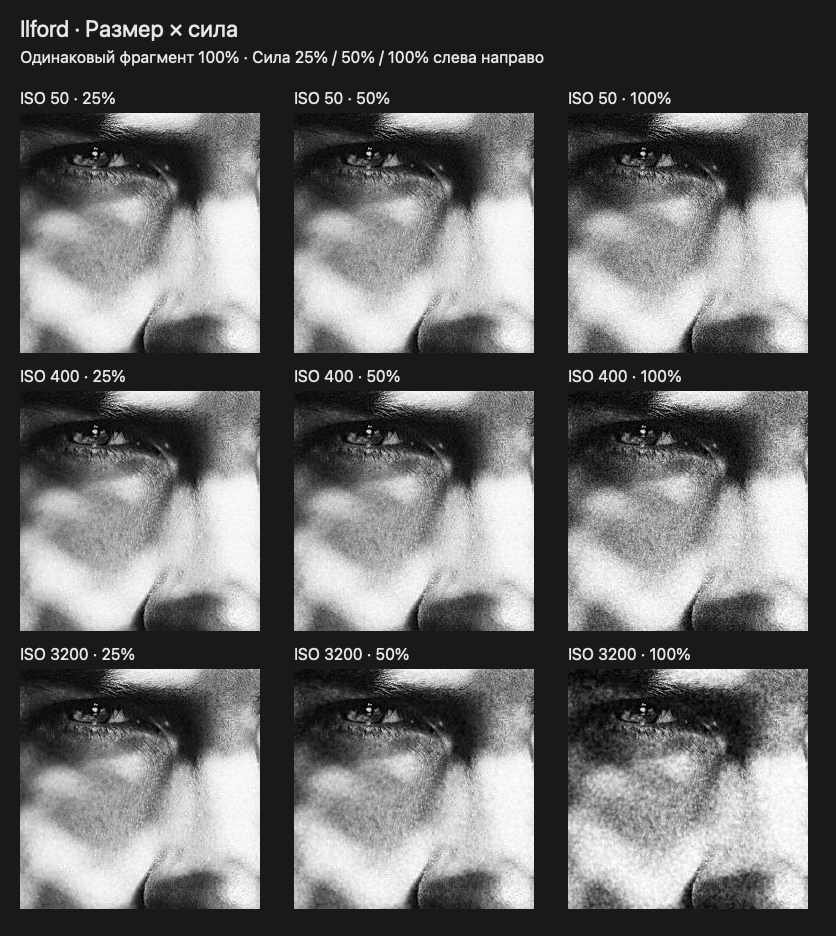 Ilford · Размер × сила
Одинаковый фрагмент 100% · Сила 25% / 50% / 100% слева направо
ISO 50 · 25%
ISO 50 · 50%
ISO 50 · 100%
ISO 400 · 25%
ISO 400 · 50%
ISO 400 · 100%
ISO 3200 · 25%
ISO 3200 · 50%
ISO 3200 · 100%